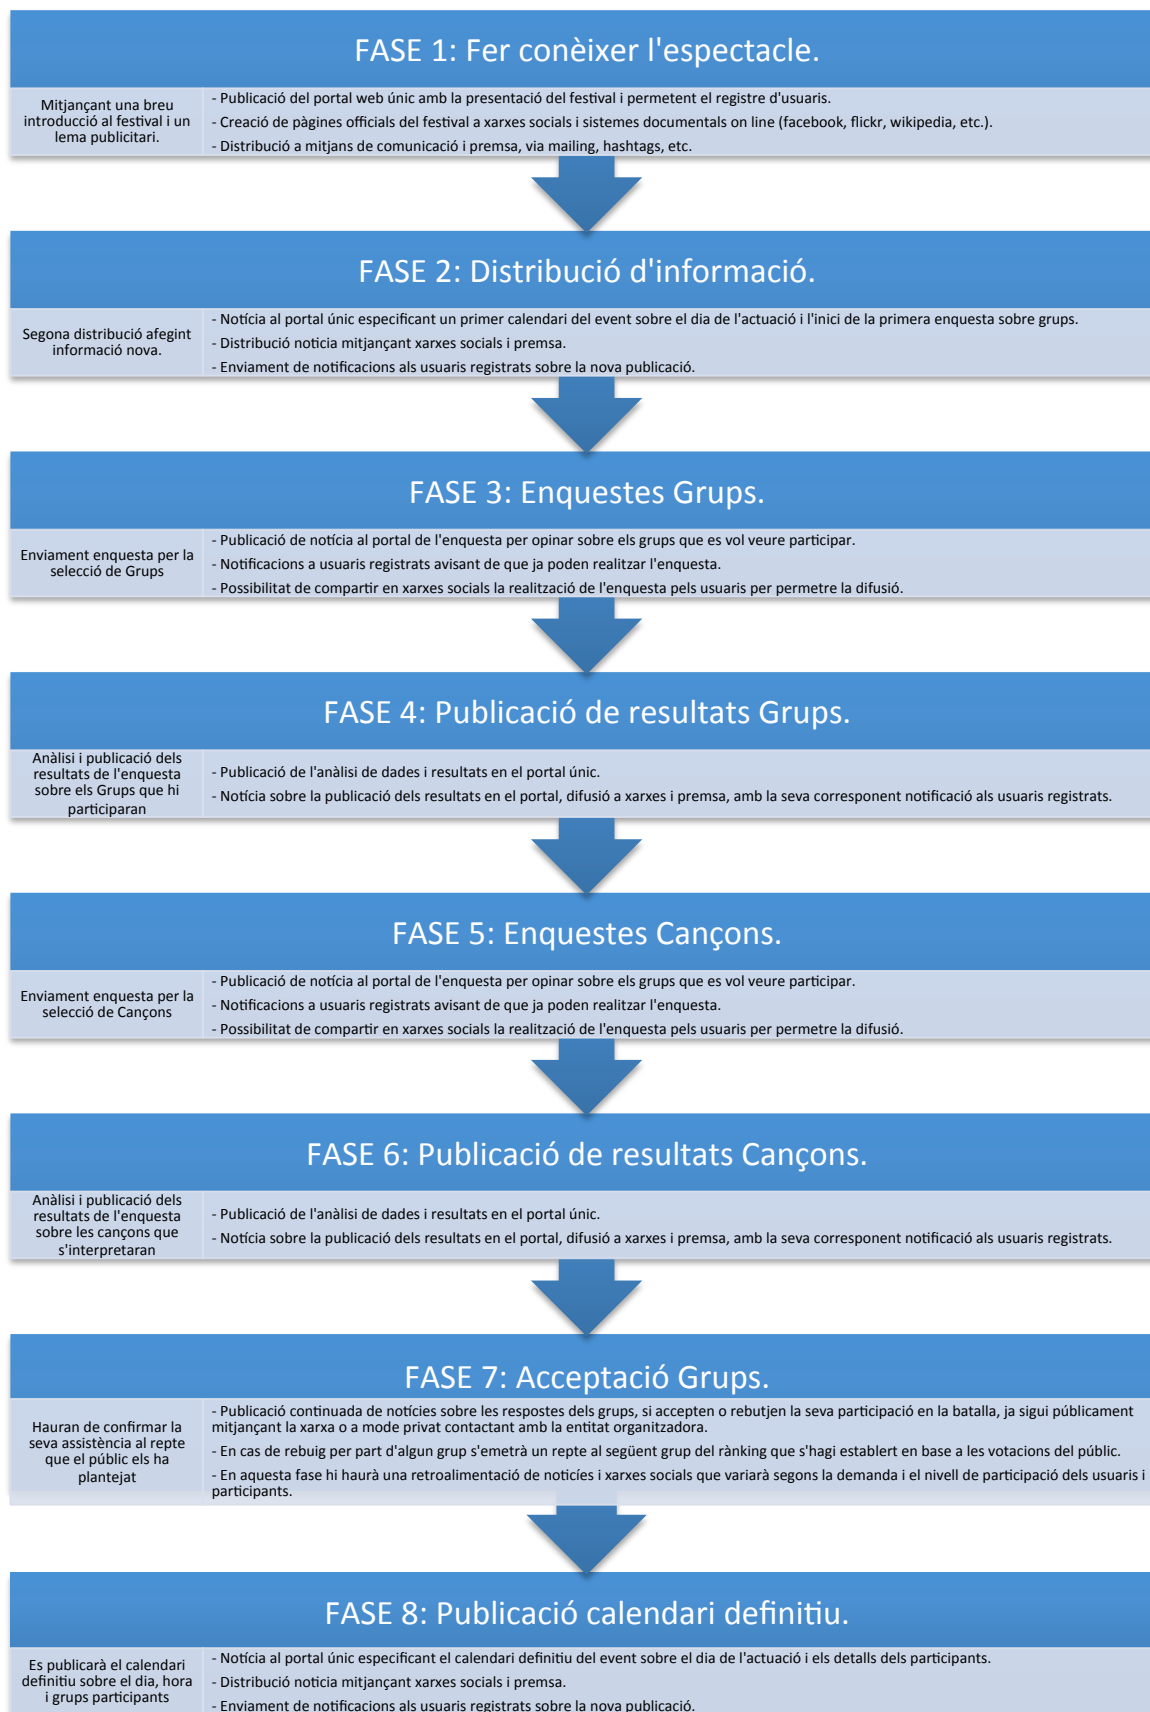 FASE 1: Fer conèixer l'espectacle.
Mitjançant una breu
introducció al festival i un
lema publicitari.
- Publicació del portal web únic amb la presentació del festival i permetent el registre d'usuaris.
- Creació de pàgines officials del festival a xarxes socials i sistemes documentals on line (facebook, flickr, wikipedia, etc.).
- Distribució a mitjans de comunicació i premsa, via mailing, hashtags, etc.
FASE 2: Distribució d'informació.
Segona distribució afegint
informació nova.
- Notícia al portal únic especificant un primer calendari del event sobre el dia de l'actuació i l'inici de la primera enquesta sobre grups.
- Distribució noticia mitjançant xarxes socials i premsa.
- Enviament de notificacions als usuaris registrats sobre la nova publicació.
FASE 3: Enquestes Grups.
Enviament enquesta per la
selecció de Grups
- Publicació de notícia al portal de l'enquesta per opinar sobre els grups que es vol veure participar.
- Notificacions a usuaris registrats avisant de que ja poden realitzar l'enquesta.
- Possibilitat de compartir en xarxes socials la realització de l'enquesta pels usuaris per permetre la difusió.
FASE 4: Publicació de resultats Grups.
Anàlisi i publicació dels
resultats de l'enquesta
sobre els Grups que hi
participaran
- Publicació de l'anàlisi de dades i resultats en el portal únic.
- Notícia sobre la publicació dels resultats en el portal, difusió a xarxes i premsa, amb la seva corresponent notificació als usuaris registrats.
FASE 5: Enquestes Cançons.
Enviament enquesta per la
selecció de Cançons
- Publicació de notícia al portal de l'enquesta per opinar sobre els grups que es vol veure participar.
- Notificacions a usuaris registrats avisant de que ja poden realitzar l'enquesta.
- Possibilitat de compartir en xarxes socials la realització de l'enquesta pels usuaris per permetre la difusió.
FASE 6: Publicació de resultats Cançons.
Anàlisi i publicació dels
resultats de l'enquesta
sobre les cançons que
s'interpretaran
- Publicació de l'anàlisi de dades i resultats en el portal únic.
- Notícia sobre la publicació dels resultats en el portal, difusió a xarxes i premsa, amb la seva corresponent notificació als usuaris registrats.
FASE 7: Acceptació Grups.
Hauran de confirmar la
seva assistència al repte
que el públic els ha
plantejat
- Publicació continuada de notícies sobre les respostes dels grups, si accepten o rebutjen la seva participació en la batalla, ja sigui públicament
mitjançant la xarxa o a mode privat contactant amb la entitat organitzadora.
- En cas de rebuig per part d'algun grup s'emetrà un repte al següent grup del rànking que s'hagi establert en base a les votacions del públic.
- En aquesta fase hi haurà una retroalimentació de noticíes i xarxes socials que variarà segons la demanda i el nivell de participació dels usuaris i
participants.
FASE 8: Publicació calendari definitiu.
Es publicarà el calendari
definitiu sobre el dia, hora
i grups participants
- Notícia al portal únic especificant el calendari definitiu del event sobre el dia de l'actuació i els detalls dels participants.
- Distribució noticia mitjançant xarxes socials i premsa.
- Enviament de notificacions als usuaris registrats sobre la nova publicació.